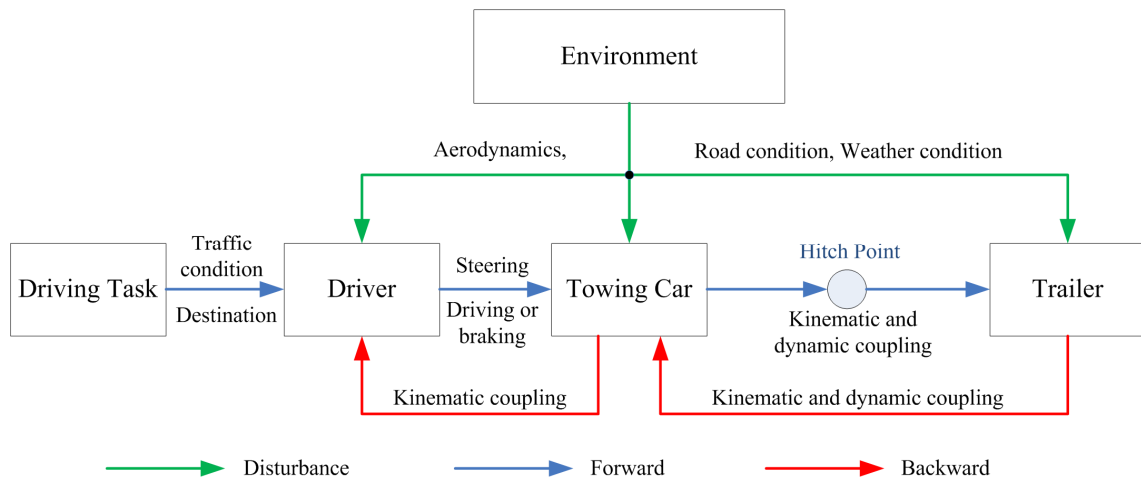 Environment
Aerodynamics,
Road condition, Weather condition
Driving Task
Traffic
condition
Destination
Driver
Steering
Driving or
braking
Towing Car
Hitch Point
Kinematic and
dynamic coupling
Trailer
Kinematic coupling
Kinematic and dynamic coupling
Disturbance
Forward
Backward